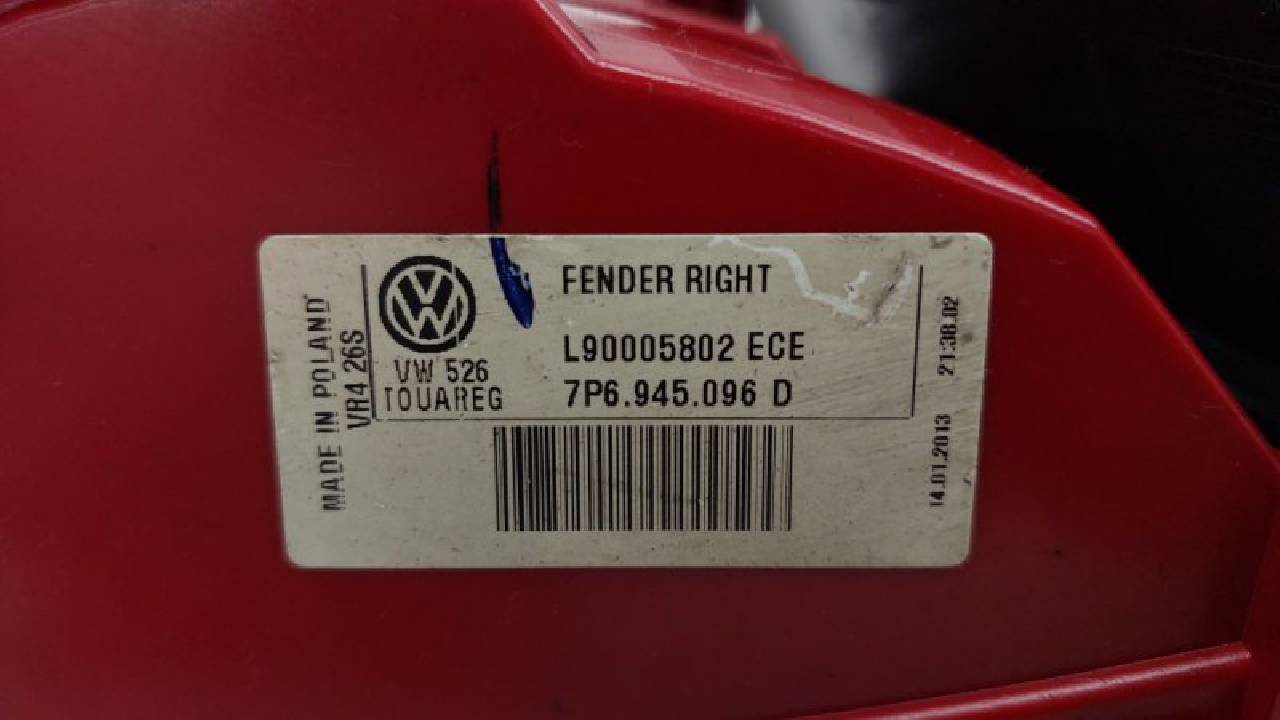 MADE IN POLAND
VR4 26S
VW 526
TOUAREG
FENDER RIGHT
L90005802 ECE
7P6.945.096 D
14.01.2013 21:38.02